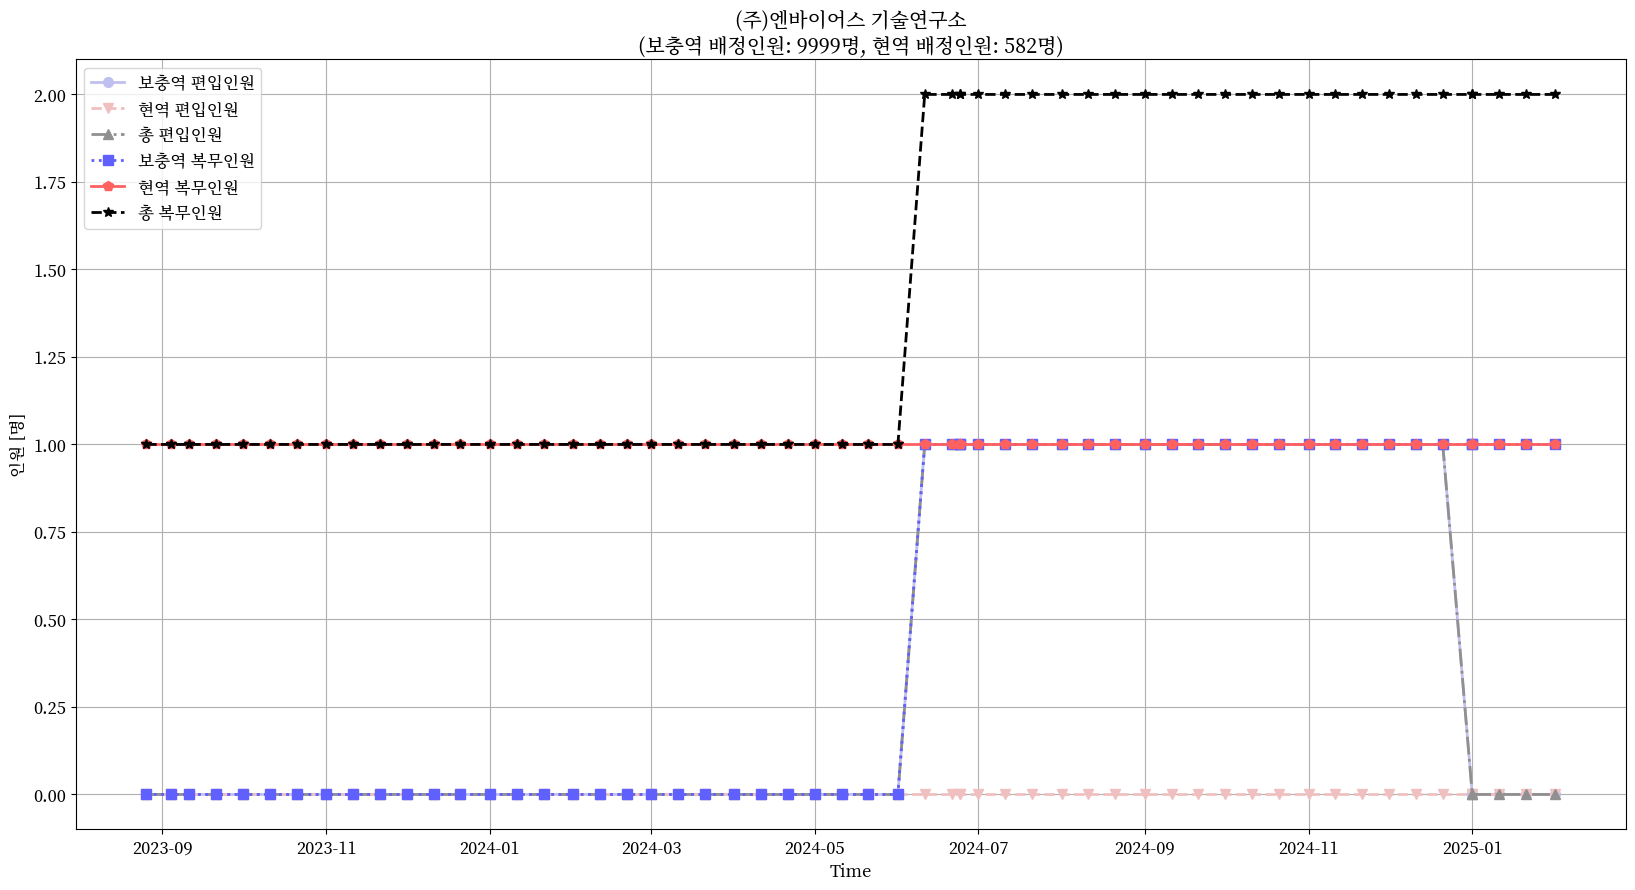 (주)엔바이어스 기술연구소
(보충역 배정인원: 9999명, 현역 배정인원: 582명)
보충역 편입인원
현역 편입인원
총 편입인원
보충역 복무인원
현역 복무인원
총 복무인원
2.00
1.75
1.50
1.25
1.00
0.75
0.50
0.25
0.00
인원 [명]
2023-09
2023-11
2024-01
2024-03
2024-05
2024-07
2024-09
2024-11
2025-01
Time